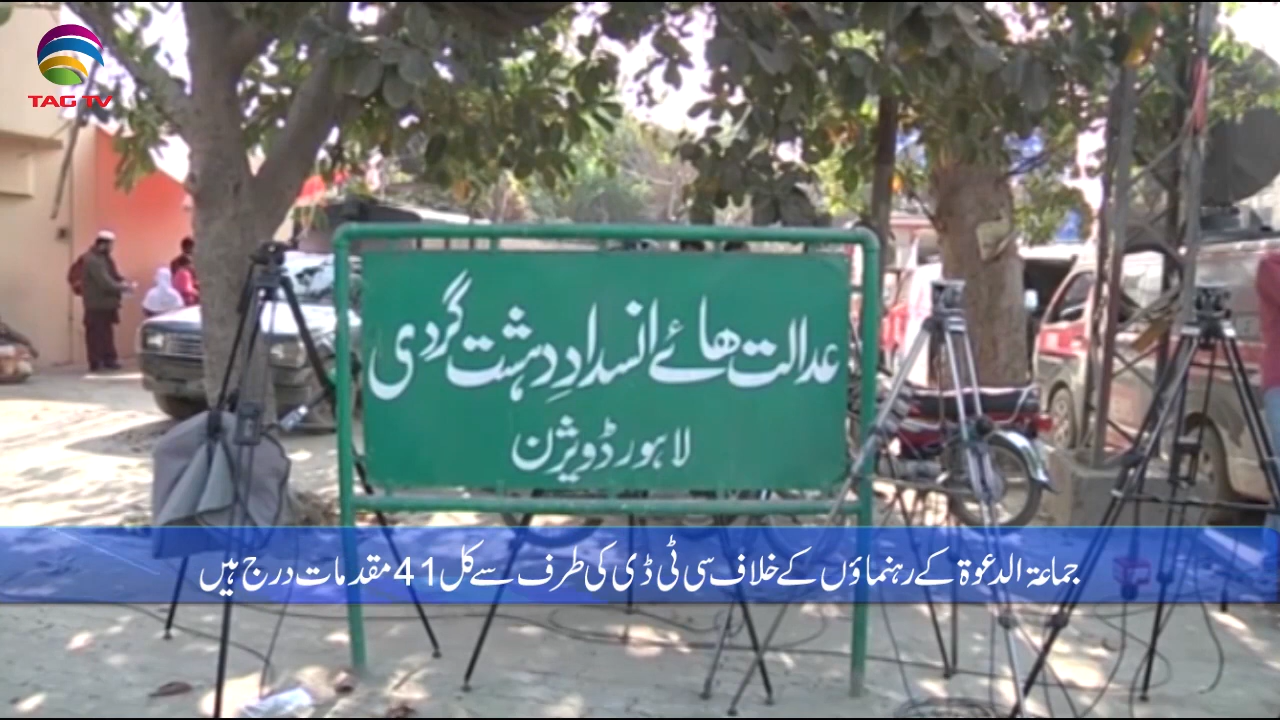 TAG TV
عدالت ھائے انسدادِ دہشت گردی
لاہور ڈویژن
جماعۃ الدعوۃ کے رہنماؤں کے خلاف سی ٹی ڈی کی طرف سے کل 41 مقدمات درج ہیں